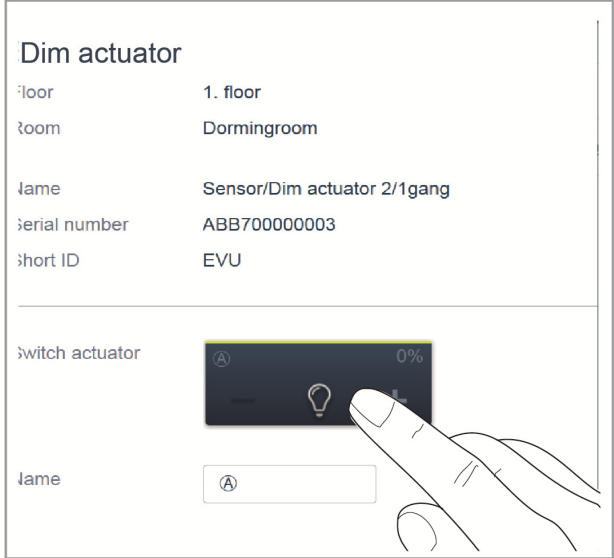 Dim actuator
Floor 1. floor
Room Dormingroom
Name Sensor/Dim actuator 2/1gang
Serial number ABB700000003
Short ID EVU
Switch actuator
Ⓐ 0%
− +
Name Ⓐ